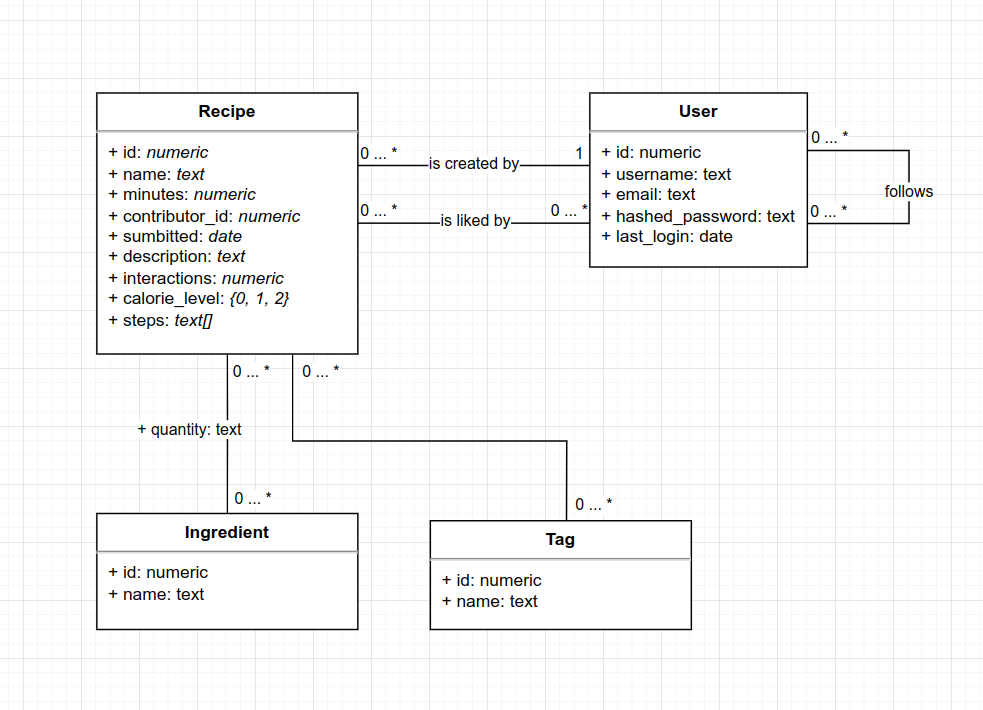 Recipe
+ id: numeric
+ name: text
+ minutes: numeric
+ contributor_id: numeric
+ sumbitted: date
+ description: text
+ interactions: numeric
+ calorie_level: {0, 1, 2}
+ steps: text[]
0 ... *
is created by
1
0 ... *
is liked by
0 ... *
User
+ id: numeric
+ username: text
+ email: text
+ hashed_password: text
+ last_login: date
0 ... *
follows
0 ... *
0 ... *
0 ... *
+ quantity: text
0 ... *
0 ... *
Ingredient
+ id: numeric
+ name: text
Tag
+ id: numeric
+ name: text